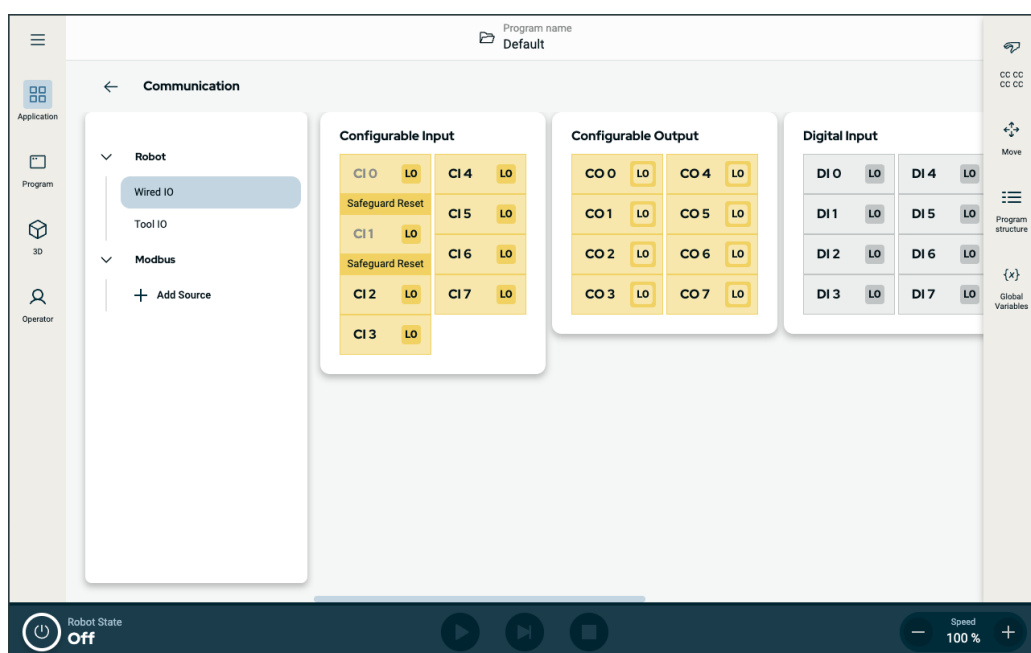 Program name
Default
Application
Program
3D
Operator
Communication
Robot
Wired IO
Tool IO
Modbus
Add Source
Configurable Input
CI 0 LO CI 4 LO
Safeguard Reset
CI 1 LO CI 5 LO
Safeguard Reset
CI 6 LO
CI 2 LO CI 7 LO
CI 3 LO
Configurable Output
CO 0 LO CO 4 LO
CO 1 LO CO 5 LO
CO 2 LO CO 6 LO
CO 3 LO CO 7 LO
Digital Input
DI 0 LO DI 4 LO
DI 1 LO DI 5 LO
DI 2 LO DI 6 LO
DI 3 LO DI 7 LO
CC CC
CC CC
Move
Program
structure
{x}
Global
Variables
Robot State
Off
Speed
100 %